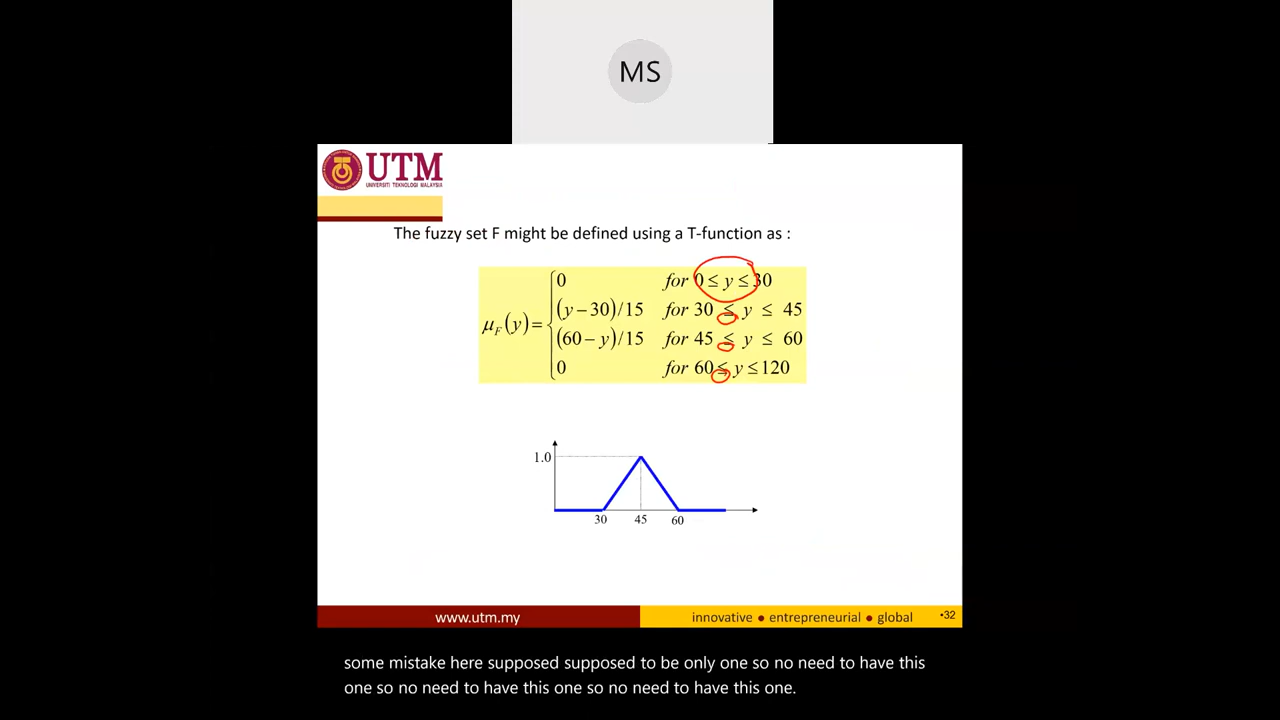 MS
UTM
UNIVERSITI TEKNOLOGI MALAYSIA
The fuzzy set F might be defined using a T-function as :
0 for 0 ≤ y ≤ 30
(y − 30)/15 for 30 ≤ y ≤ 45
μF(y) =
(60 − y)/15 for 45 ≤ y ≤ 60
0 for 60 ≤ y ≤ 120
1.0
30 45 60
www.utm.my innovative ● entrepreneurial ● global •32
some mistake here supposed supposed to be only one so no need to have this
one so no need to have this one so no need to have this one.